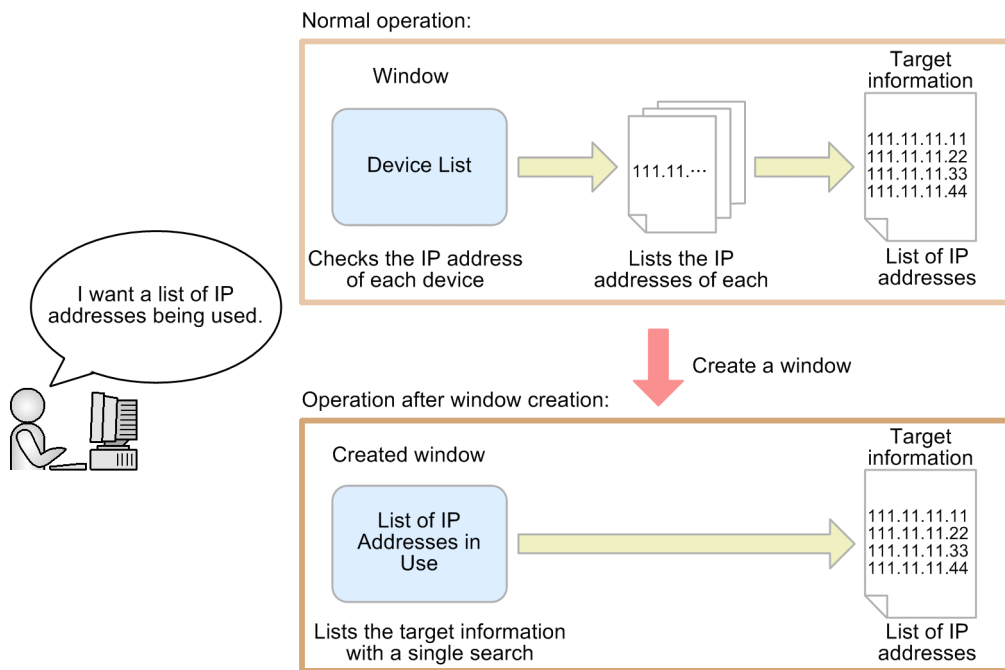 Normal operation:
Window
Target
information
Device List
111.11.···
111.11.11.11
111.11.11.22
111.11.11.33
111.11.11.44
Checks the IP address
of each device
Lists the IP
addresses of each
List of IP
addresses
I want a list of IP
addresses being used.
Create a window
Operation after window creation:
Created window
Target
information
List of IP
Addresses in
Use
111.11.11.11
111.11.11.22
111.11.11.33
111.11.11.44
Lists the target information
with a single search
List of IP
addresses